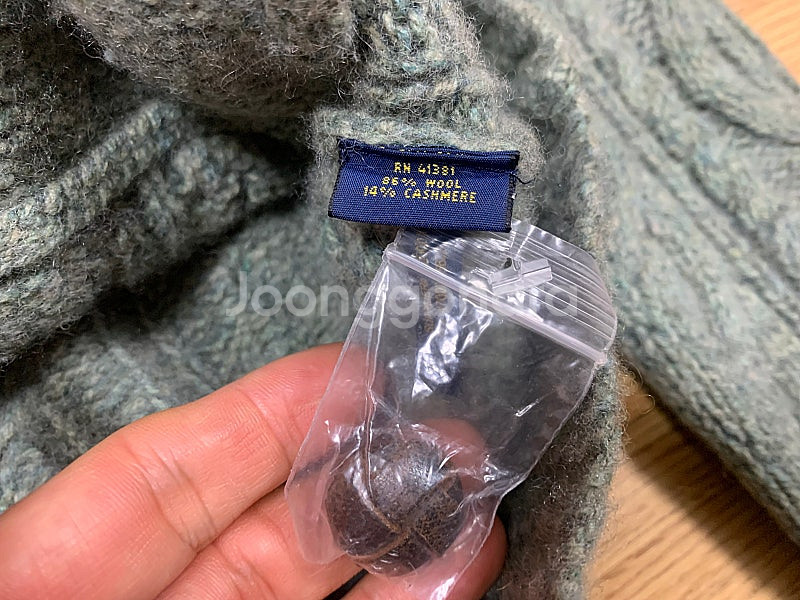 RN 41381
86% WOOL
14% CASHMERE
Joonggonara